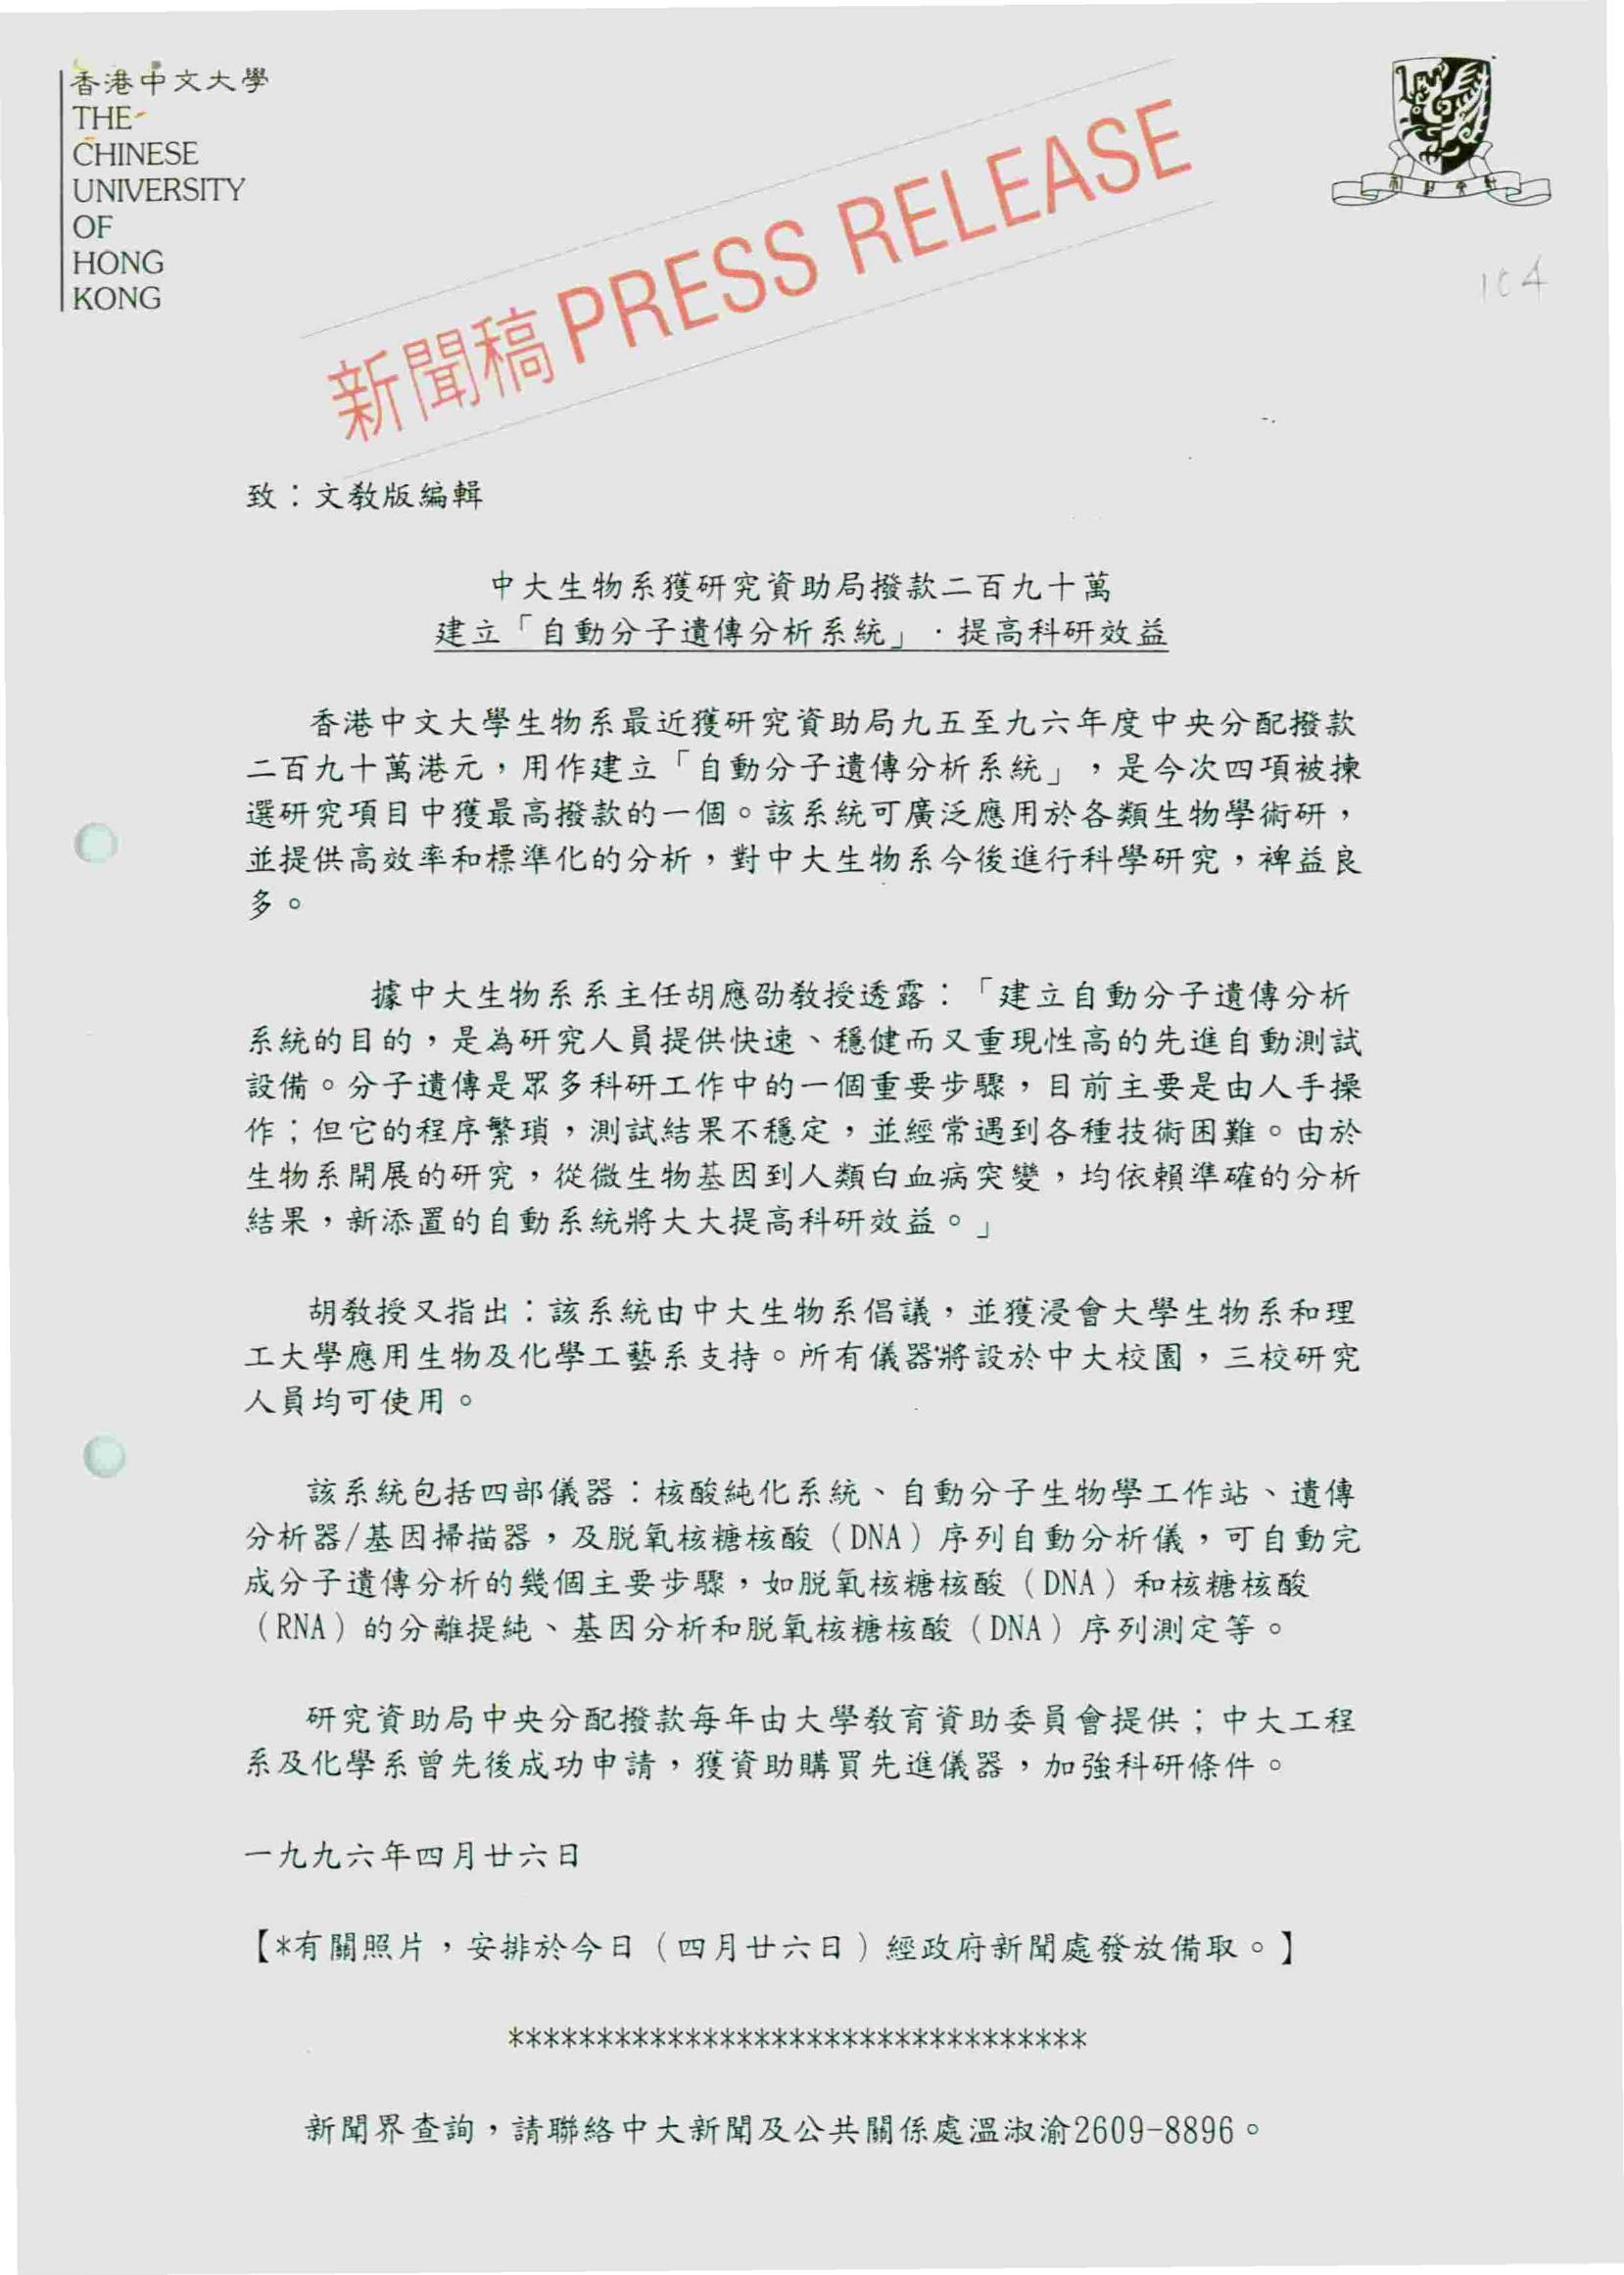 香港中文大學
THE
CHINESE
UNIVERSITY
OF
HONG
KONG
新聞稿 PRESS RELEASE
104
致：文教版編輯
中大生物系獲研究資助局撥款二百九十萬
建立「自動分子遺傳分析系統」．提高科研效益
香港中文大學生物系最近獲研究資助局九五至九六年度中央分配撥款
二百九十萬港元，用作建立「自動分子遺傳分析系統」，是今次四項被揀
選研究項目中獲最高撥款的一個。該系統可廣泛應用於各類生物學術研，
並提供高效率和標準化的分析，對中大生物系今後進行科學研究，裨益良
多。
據中大生物系系主任胡應劭教授透露：「建立自動分子遺傳分析
系統的目的，是為研究人員提供快速、穩健而又重現性高的先進自動測試
設備。分子遺傳是眾多科研工作中的一個重要步驟，目前主要是由人手操
作；但它的程序繁瑣，測試結果不穩定，並經常遇到各種技術困難。由於
生物系開展的研究，從微生物基因到人類白血病突變，均依賴準確的分析
結果，新添置的自動系統將大大提高科研效益。」
胡教授又指出：該系統由中大生物系倡議，並獲浸會大學生物系和理
工大學應用生物及化學工藝系支持。所有儀器將設於中大校園，三校研究
人員均可使用。
該系統包括四部儀器：核酸純化系統、自動分子生物學工作站、遺傳
分析器/基因掃描器，及脱氧核糖核酸（DNA）序列自動分析儀，可自動完
成分子遺傳分析的幾個主要步驟，如脱氧核糖核酸（DNA）和核糖核酸
（RNA）的分離提純、基因分析和脱氧核糖核酸（DNA）序列測定等。
研究資助局中央分配撥款每年由大學教育資助委員會提供；中大工程
系及化學系曾先後成功申請，獲資助購買先進儀器，加強科研條件。
一九九六年四月廿六日
【*有關照片，安排於今日（四月廿六日）經政府新聞處發放備取。】
*********************************
新聞界查詢，請聯絡中大新聞及公共關係處溫淑渝2609-8896。